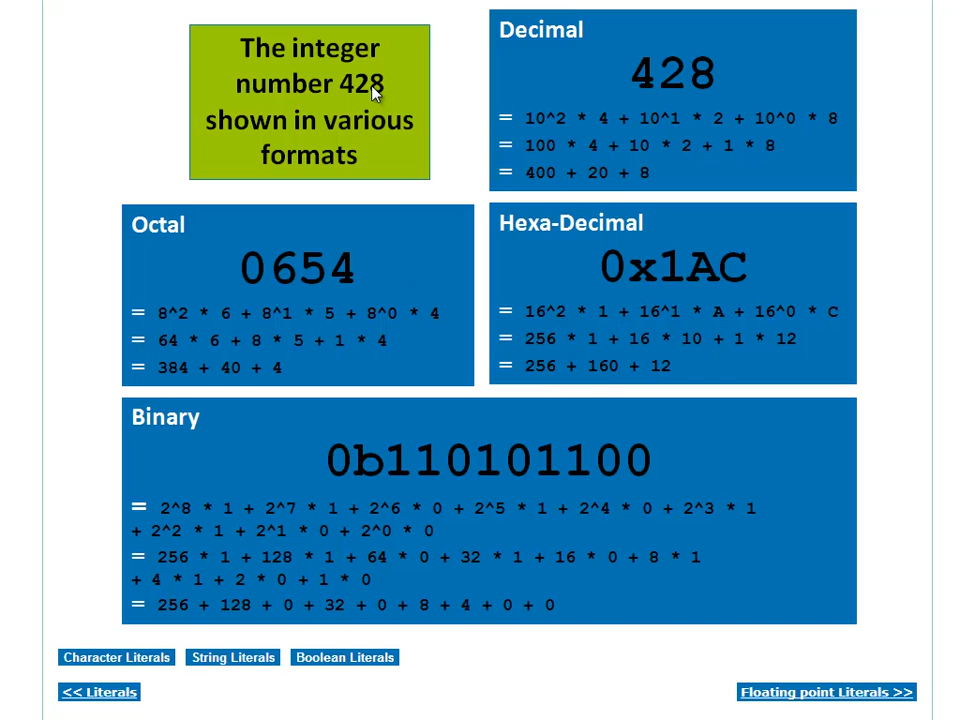 The integer
number 428
shown in various
formats
Decimal
428
= 10^2 * 4 + 10^1 * 2 + 10^0 * 8
= 100 * 4 + 10 * 2 + 1 * 8
= 400 + 20 + 8
Octal
0654
= 8^2 * 6 + 8^1 * 5 + 8^0 * 4
= 64 * 6 + 8 * 5 + 1 * 4
= 384 + 40 + 4
Hexa-Decimal
0x1AC
= 16^2 * 1 + 16^1 * A + 16^0 * C
= 256 * 1 + 16 * 10 + 1 * 12
= 256 + 160 + 12
Binary
0b110101100
= 2^8 * 1 + 2^7 * 1 + 2^6 * 0 + 2^5 * 1 + 2^4 * 0 + 2^3 * 1
+ 2^2 * 1 + 2^1 * 0 + 2^0 * 0
= 256 * 1 + 128 * 1 + 64 * 0 + 32 * 1 + 16 * 0 + 8 * 1
+ 4 * 1 + 2 * 0 + 1 * 0
= 256 + 128 + 0 + 32 + 0 + 8 + 4 + 0 + 0
Character Literals String Literals Boolean Literals
<< Literals Floating point Literals >>